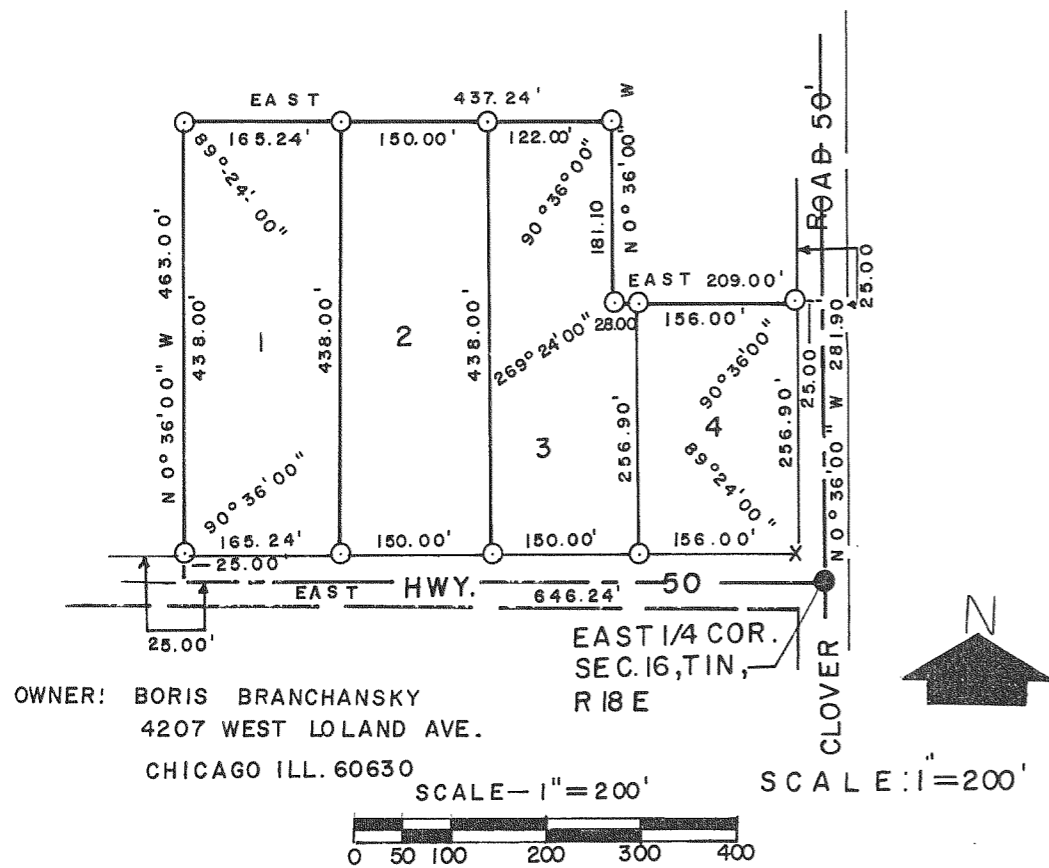 EAST 437.24'
165.24' 150.00' 122.00'
89°-24'-00"
90°36'00"
N 0°36'00" W
181.10
ROAD 50'
N 0°36'00" W 463.00'
438.00'
438.00'
438.00'
1
2
3
4
EAST 209.00'
28.00 156.00'
269°24'00"
25.00
25.00
90°36'00"
256.90'
256.90'
89°24'00"
N 0°36'00" W 281.90
90°36'00"
165.24' 150.00' 150.00' 156.00'
25.00'
HWY. 50
EAST 646.24'
25.00'
EAST 1/4 COR.
SEC. 16, T1N,
R 18 E
CLOVER
N
OWNER: BORIS BRANCHANSKY
4207 WEST LOLAND AVE.
CHICAGO ILL. 60630
SCALE: 1"=200'
SCALE— 1"=200'
0 50 100 200 300 400